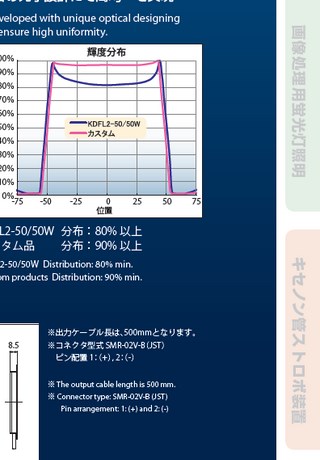 veloped with unique optical designing
ensure high uniformity.
輝度分布
00%
90%
80%
70%
60%
50%
40%
30%
20%
10%
0%
KDFL2-50/50W
カスタム
-75 -50 -25 0 25 50 75
位置
L2-50/50W 分布：80% 以上
タム品 分布：90% 以上
2-50/50W Distribution: 80% min.
om products Distribution: 90% min.
8.5
※出力ケーブル長は、500mmとなります。
※コネクタ型式 SMR-02V-B (JST)
ピン配置 1：(+) , 2：(-)
※ The output cable length is 500 mm.
※ Connector type: SMR-02V-B (JST)
Pin arrangement: 1: (+) and 2: (-)
画像処理用蛍光灯照明
キセノン管ストロボ装置